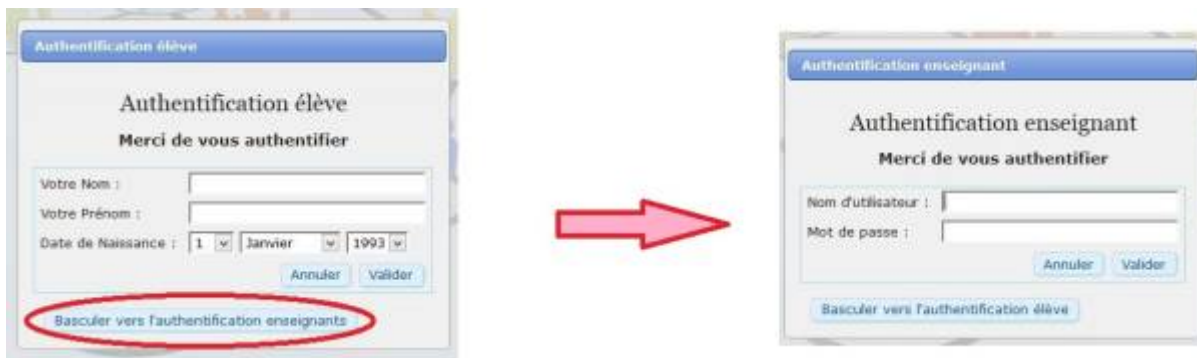 Authentification élève
Authentification élève
Merci de vous authentifier
Votre Nom :
Votre Prénom :
Date de Naissance : 1 Janvier 1993
Annuler Valider
Basculer vers l'authentification enseignants
Authentification enseignant
Authentification enseignant
Merci de vous authentifier
Nom d'utilisateur :
Mot de passe :
Annuler Valider
Basculer vers l'authentification élève